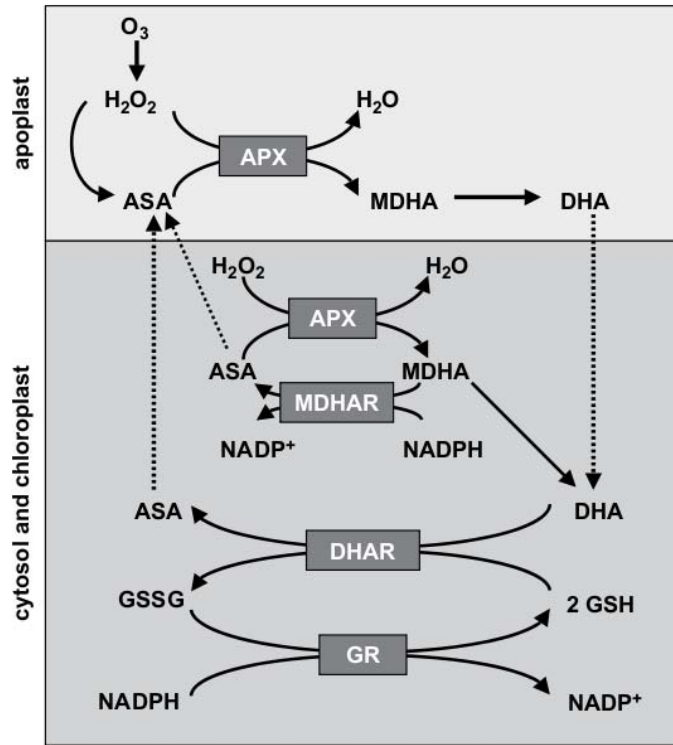 apoplast
O₃
H₂O₂
H₂O
APX
ASA
MDHA
DHA
cytosol and chloroplast
H₂O₂
H₂O
APX
ASA
MDHA
MDHAR
NADP⁺
NADPH
ASA
DHA
DHAR
GSSG
2 GSH
GR
NADPH
NADP⁺